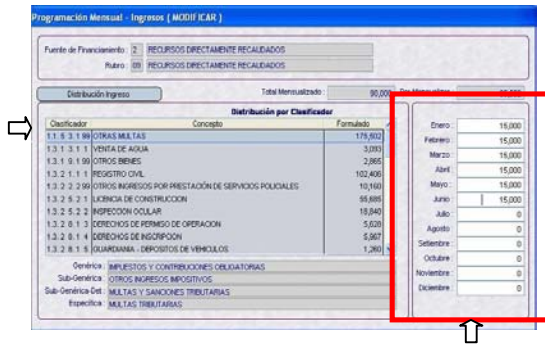 Programación Mensual - Ingresos ( MODIFICAR )
Fuente de Financiamiento : 2 RECURSOS DIRECTAMENTE RECAUDADOS
Rubro : 09 RECURSOS DIRECTAMENTE RECAUDADOS
Distribución Ingreso Total Mensualizado : 90,000
Distribución por Clasificador
Clasificador Concepto Formulado
1.1. 5 3. 1 99 OTRAS MULTAS 175,502
1.3 1 3. 1 1 VENTA DE AGUA 3,093
1.3. 1 9. 1 99 OTROS BIENES 2,865
1.3. 2 1. 1 1 REGISTRO CIVIL 102,406
1.3. 2 2. 2 99 OTROS INGRESOS POR PRESTACIÓN DE SERVICIOS POLICIALES 10,160
1.3. 2 5. 2 1 LICENCIA DE CONSTRUCCION 55,685
1.3. 2 5. 2 2 INSPECCION OCULAR 18,840
1.3. 2 8. 1 3 DERECHOS DE PERMISO DE OPERACION 5,628
1.3. 2 8. 1 4 DERECHOS DE INSCRIPCION 5,967
1.3. 2 8. 1 5 GUARDIANIA - DEPOSITOS DE VEHICULOS 1,260
Genérica : IMPUESTOS Y CONTRIBUCIONES OBLIGATORIAS
Sub-Genérica : OTROS INGRESOS IMPOSITIVOS
Sub-Genérica-Det : MULTAS Y SANCIONES TRIBUTARIAS
Específica : MULTAS TRIBUTARIAS
Enero : 15,000
Febrero : 15,000
Marzo : 15,000
Abril : 15,000
Mayo : 15,000
Junio : 15,000
Julio : 0
Agosto : 0
Setiembre : 0
Octubre : 0
Noviembre : 0
Diciembre : 0